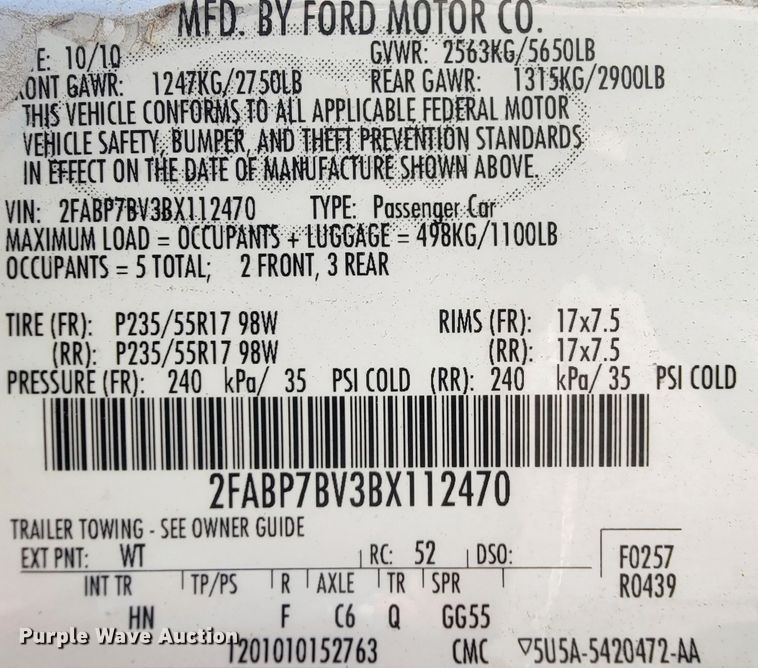 MFD. BY FORD MOTOR CO.
E: 10/10 GVWR: 2563KG/5650LB
ONT GAWR: 1247KG/2750LB REAR GAWR: 1315KG/2900LB
THIS VEHICLE CONFORMS TO ALL APPLICABLE FEDERAL MOTOR
VEHICLE SAFETY, BUMPER, AND THEFT PREVENTION STANDARDS
IN EFFECT ON THE DATE OF MANUFACTURE SHOWN ABOVE.
VIN: 2FABP7BV3BX112470 TYPE: Passenger Car
MAXIMUM LOAD = OCCUPANTS + LUGGAGE = 498KG/1100LB
OCCUPANTS = 5 TOTAL; 2 FRONT, 3 REAR
TIRE (FR): P235/55R17 98W RIMS (FR): 17x7.5
(RR): P235/55R17 98W (RR): 17x7.5
PRESSURE (FR): 240 kPa/ 35 PSI COLD (RR): 240 kPa/ 35 PSI COLD
2FABP7BV3BX112470
TRAILER TOWING - SEE OWNER GUIDE
EXT PNT: WT RC: 52 DSO: F0257
INT TR TP/PS R AXLE TR SPR R0439
HN F C6 Q GG55
Purple Wave Auction
1201010152763 CMC ▽5U5A-5420472-AA